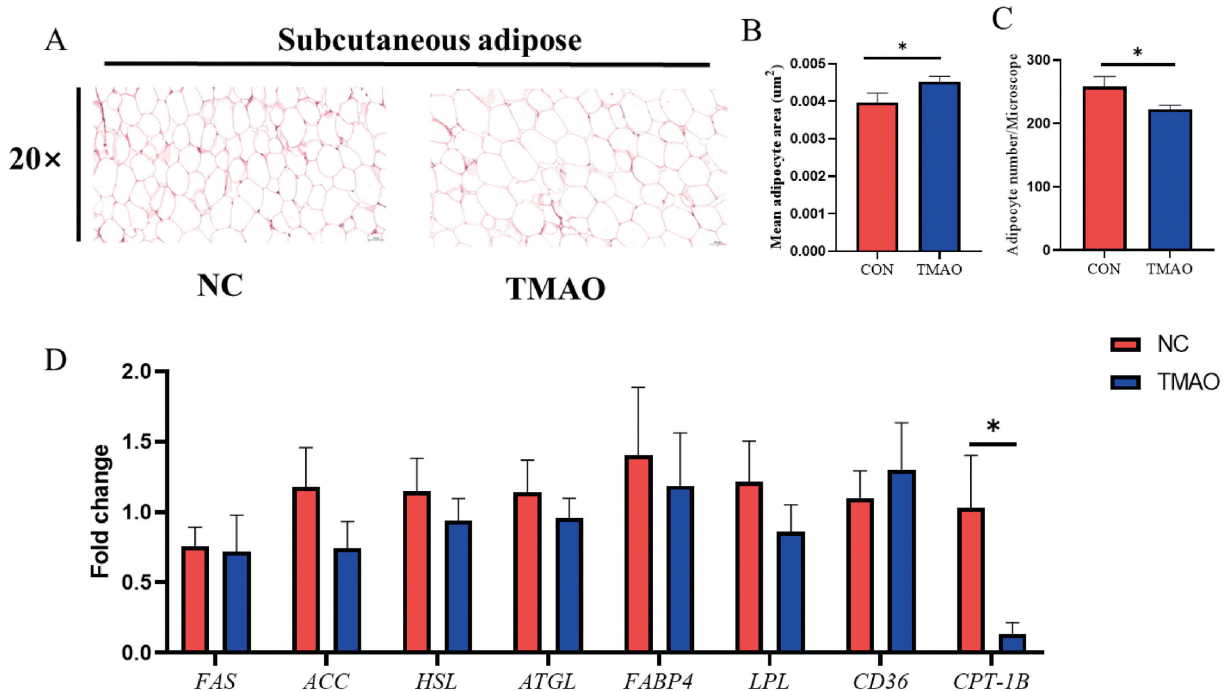 A
Subcutaneous adipose
20×
NC
TMAO
B
*
Mean adipocyte area (um²)
0.005
0.004
0.003
0.002
0.001
0.000
CON
TMAO
C
*
Adipocyte number/Microscope
300
200
100
0
CON
TMAO
D
NC
TMAO
Fold change
2.0
1.5
1.0
0.5
0.0
*
FAS
ACC
HSL
ATGL
FABP4
LPL
CD36
CPT-1B